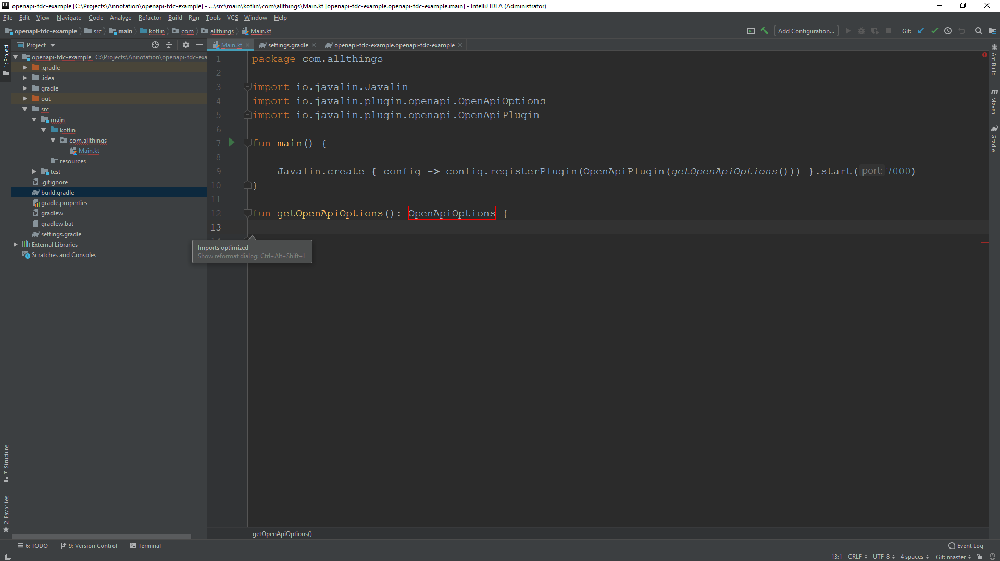 openapi-tdc-example [C:\Projects\Annotation\openapi-tdc-example] - ...\src\main\kotlin\com\allthings\Main.kt [openapi-tdc-example.openapi-tdc-example.main] - IntelliJ IDEA (Administrator)
File Edit View Navigate Code Analyze Refactor Build Run Tools VCS Window Help
openapi-tdc-example src main kotlin com allthings Main.kt Add Configuration... Git:
Project
Main.kt settings.gradle openapi-tdc-example.openapi-tdc-example
1: Project
7: Structure
2: Favorites
openapi-tdc-example C:\Projects\Annotation\openapi-tdc-exa
.gradle
.idea
gradle
out
src
main
kotlin
com.allthings
Main.kt
resources
test
.gitignore
build.gradle
gradle.properties
gradlew
gradlew.bat
settings.gradle
External Libraries
Scratches and Consoles
1 package com.allthings
2
3 import io.javalin.Javalin
4 import io.javalin.plugin.openapi.OpenApiOptions
5 import io.javalin.plugin.openapi.OpenApiPlugin
6
7 fun main() {
8
9 Javalin.create { config -> config.registerPlugin(OpenApiPlugin(getOpenApiOptions())) }.start( port: 7000)
10 }
11
12 fun getOpenApiOptions(): OpenApiOptions {
13
Imports optimized
Show reformat dialog: Ctrl+Alt+Shift+L
Ant Build
Maven
Gradle
getOpenApiOptions()
6: TODO 9: Version Control Terminal Event Log
13:1 CRLF UTF-8 4 spaces Git: master